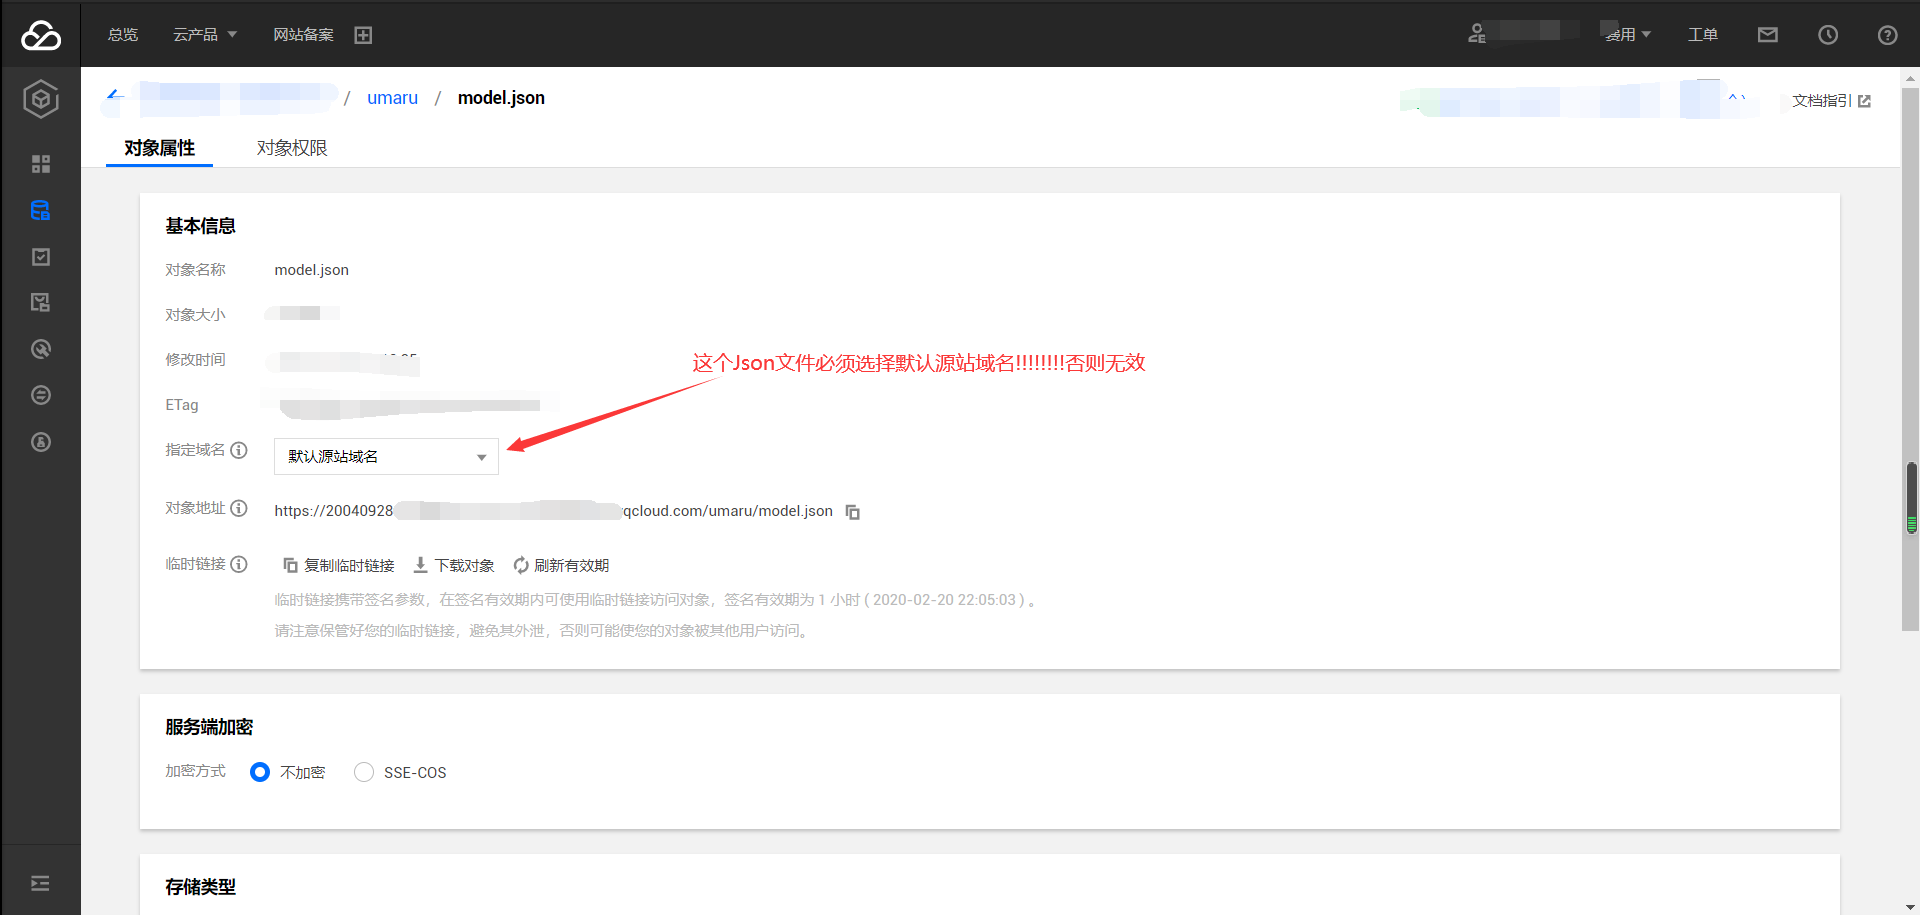 总览 云产品 网站备案 费用 工单
/ umaru / model.json 文档指引
对象属性 对象权限
基本信息
对象名称 model.json
对象大小
修改时间
这个Json文件必须选择默认源站域名!!!!!!!!否则无效
ETag
指定域名 默认源站域名
对象地址 https://20040928 qcloud.com/umaru/model.json
临时链接 复制临时链接 下载对象 刷新有效期
临时链接携带签名参数，在签名有效期内可使用临时链接访问对象，签名有效期为 1 小时 ( 2020-02-20 22:05:03 ) 。
请注意保管好您的临时链接，避免其外泄，否则可能使您的对象被其他用户访问。
服务端加密
加密方式 不加密 SSE-COS
存储类型